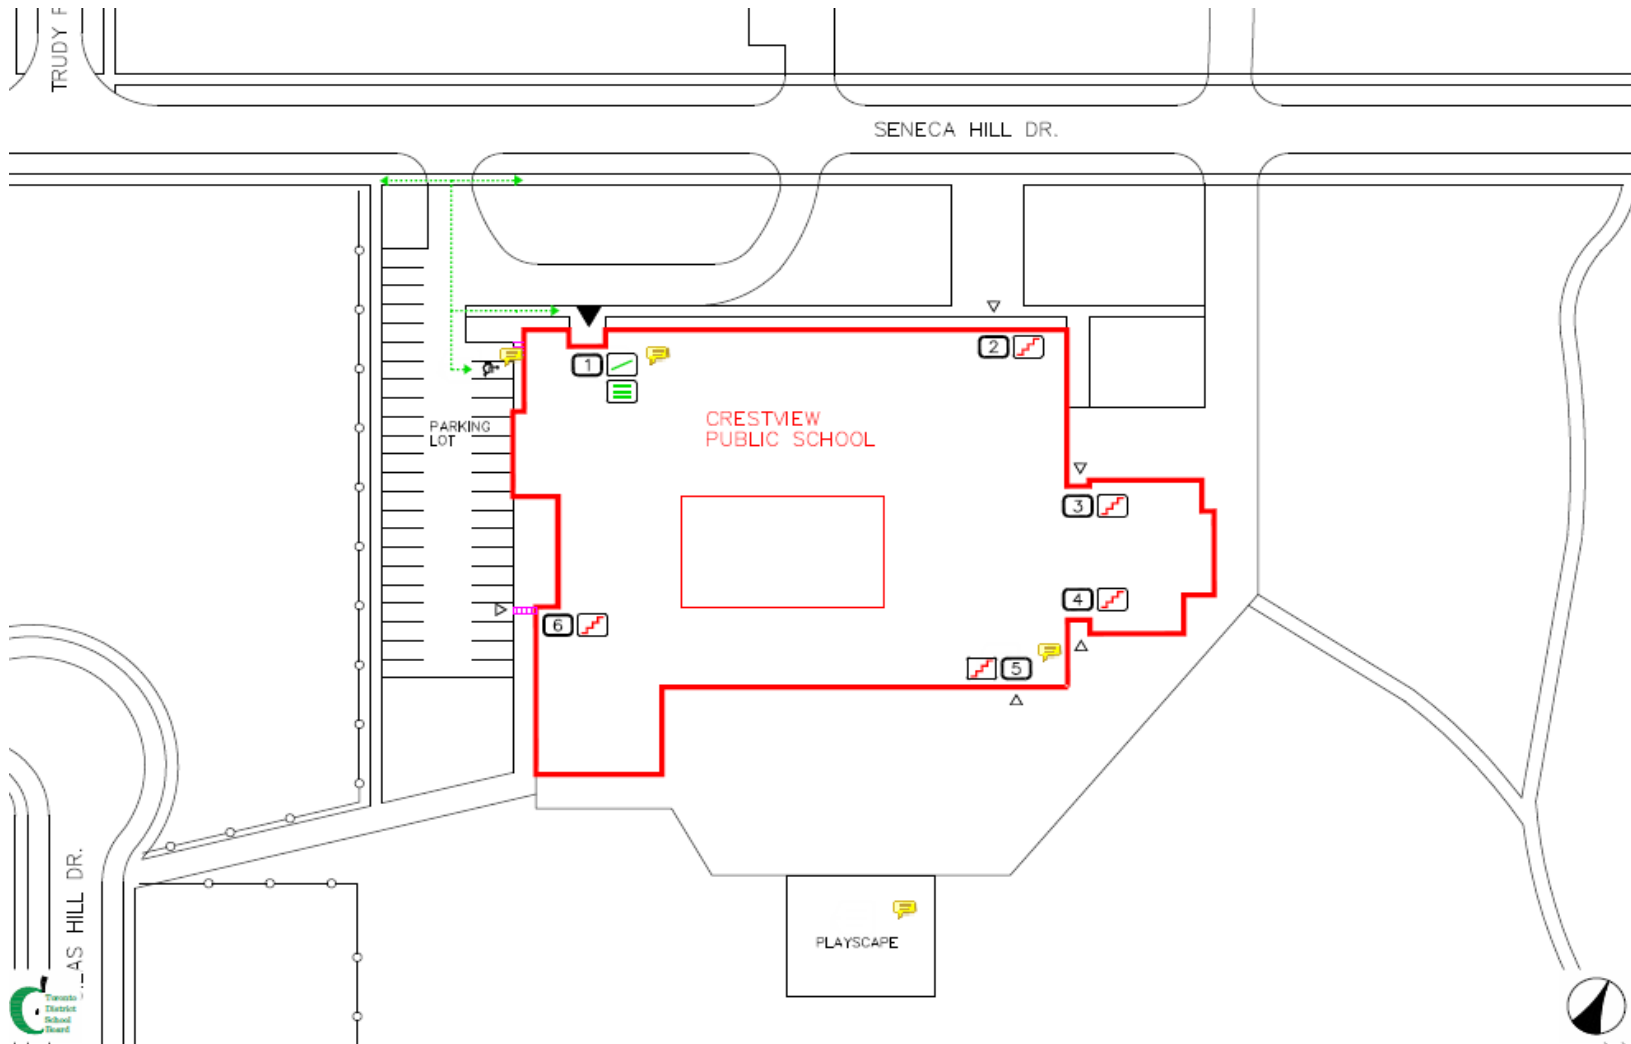 TRUDY
SENECA HILL DR.
1
2
CRESTVIEW
PUBLIC SCHOOL
PARKING
LOT
3
4
6
5
PLAYSCAPE
HILL DR.
Toronto
District
School
Board